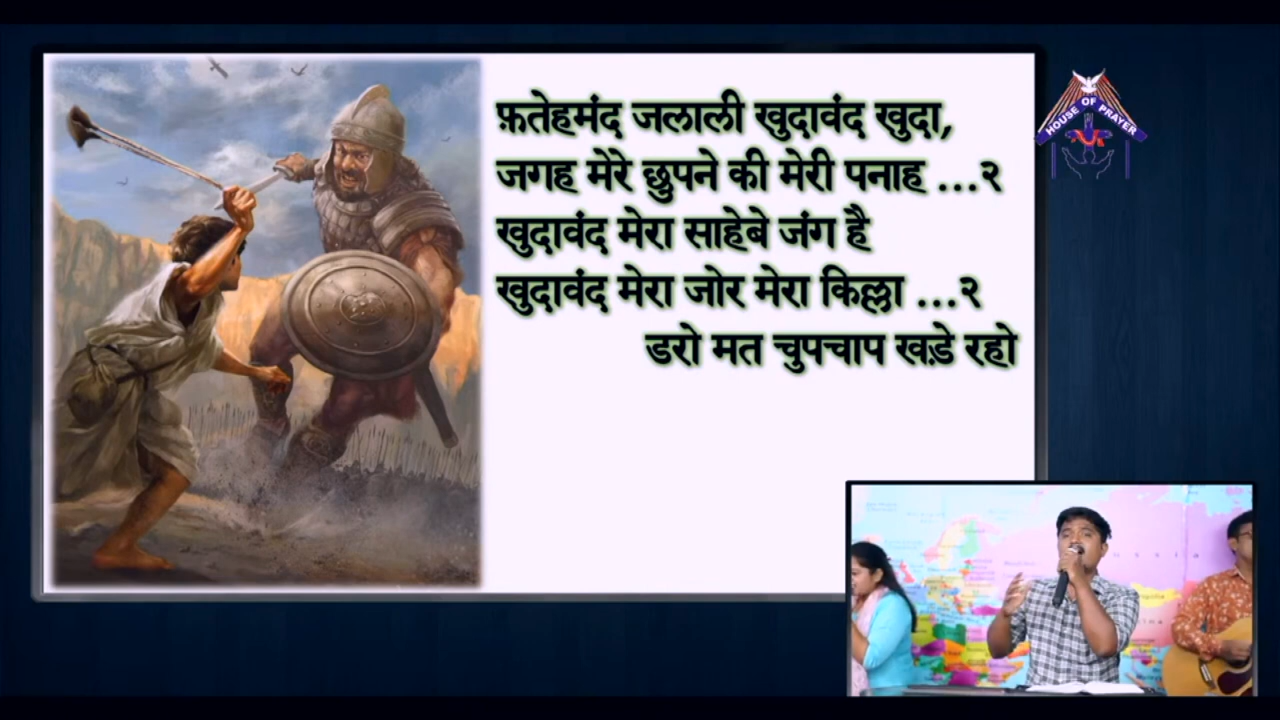 फ़तेहमंद जलाली खुदावंद खुदा,
जगह मेरे छुपने की मेरी पनाह ...२
खुदावंद मेरा साहेबे जंग है
खुदावंद मेरा जोर मेरा किल्ला ...२
डरो मत चुपचाप खड़े रहो
HOUSE OF PRAYER